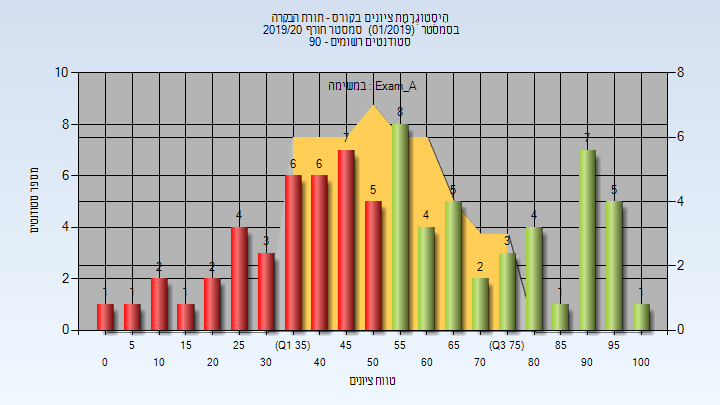 הִיסְטוֹגְרָמַת ציונים בקורס - תורת הבקרה
בסמסטר  (01/2019)  סמסטר חורף 2019/20
סטודנטים רשומים - 90
במשימה : Exam_A
מספר סטודנטים
10
8
6
4
2
0
8
6
4
2
0
1 1 2 1 2 4 3 6 6 7 5 8 4 5 2 3 4 1 7 5 1
5 15 25 (Q1 35) 45 55 65 (Q3 75) 85 95
0 10 20 30 40 50 60 70 80 90 100
טווח ציונים